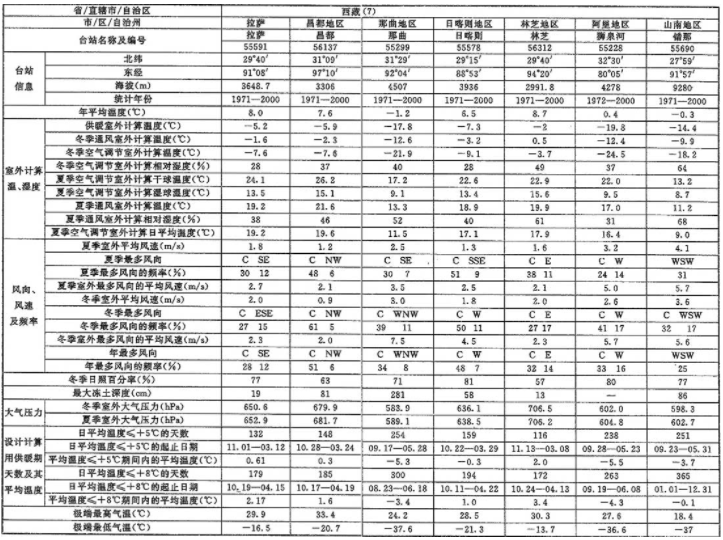 省/直辖市/自治区 西藏(7)
市/区/自治州 拉萨 昌都地区 那曲地区 日喀则地区 林芝地区 阿里地区 山南地区
台站名称及编号 拉萨 昌都 那曲 日喀则 林芝 狮泉河 错那
55591 56137 55299 55578 56312 55228 55690
台站信息 北纬 29°40′ 31°09′ 31°29′ 29°15′ 29°40′ 32°30′ 27°59′
东经 91°08′ 97°10′ 92°04′ 88°53′ 94°20′ 80°05′ 91°57′
海拔(m) 3648.7 3306 4507 3936 2991.8 4278 9280
统计年份 1971—2000 1971—2000 1971—2000 1971—2000 1971—2000 1972—2000 1971—2000
年平均温度(℃) 8.0 7.6 -1.2 6.5 8.7 0.4 -0.3
室外计算温、湿度 供暖室外计算温度(℃) -5.2 -5.9 -17.8 -7.3 -2 -19.8 -14.4
冬季通风室外计算温度(℃) -1.6 -2.3 -12.6 -3.2 0.5 -12.4 -9.9
冬季空气调节室外计算温度(℃) -7.6 -7.6 -21.9 -9.1 -3.7 -24.5 -18.2
冬季空气调节室外计算相对湿度(%) 28 37 40 28 49 37 64
夏季空气调节室外计算干球温度(℃) 24.1 26.2 17.2 22.6 22.9 22.0 13.2
夏季空气调节室外计算湿球温度(℃) 13.5 15.1 9.1 13.4 15.6 9.5 8.7
夏季通风室外计算温度(℃) 19.2 21.6 13.3 18.9 19.9 17.0 11.2
夏季通风室外计算相对湿度(%) 38 46 52 40 61 31 68
夏季空气调节室外计算日平均温度(℃) 19.2 19.6 11.5 17.1 17.9 16.4 9.0
风向、风速及频率 夏季室外平均风速(m/s) 1.8 1.2 2.5 1.3 1.6 3.2 4.1
夏季最多风向 C SE C NW C SE C SSE C E C W WSW
夏季最多风向的频率(%) 30 12 48 6 30 7 51 9 38 11 24 14 31
夏季室外最多风向的平均风速(m/s) 2.7 2.1 3.5 2.5 2.1 5.0 5.7
冬季室外平均风速(m/s) 2.0 0.9 3.0 1.8 2.0 2.6 3.6
冬季最多风向 C ESE C NW C WNW C W C E C W C WSW
冬季最多风向的频率(%) 27 15 61 5 39 11 50 11 27 17 41 17 32 17
冬季室外最多风向的平均风速(m/s) 2.3 2.0 7.5 4.5 2.3 5.7 5.6
年最多风向 C SE C NW C WNW C W C E C W WSW
年最多风向的频率(%) 28 12 51 6 34 8 48 7 32 14 33 16 25
冬季日照百分率(%) 77 63 71 81 57 80 77
最大冻土深度(cm) 19 81 281 58 13 — 86
大气压力 冬季室外大气压力(hPa) 650.6 679.9 583.9 636.1 706.5 602.0 598.3
夏季室外大气压力(hPa) 652.9 681.7 589.1 638.5 706.2 604.8 602.7
设计计算用供暖期天数及其平均温度 日平均温度≤+5℃的天数 132 148 254 159 116 238 251
日平均温度≤+5℃的起止日期 11.01—03.12 10.28—03.24 09.17—05.28 10.22—03.29 11.13—03.08 09.28—05.23 09.23—05.31
平均温度≤+5℃期间内的平均温度(℃) 0.61 0.3 -5.3 -0.3 2.0 -5.5 -3.7
日平均温度≤+8℃的天数 179 185 300 194 172 263 365
日平均温度≤+8℃的起止日期 10.19—04.15 10.17—04.19 08.23—06.18 10.11—04.22 10.24—04.13 09.19—06.08 01.01—12.31
平均温度≤+8℃期间内的平均温度(℃) 2.17 1.6 -3.4 1.0 3.4 -4.3 -0.1
极端最高气温(℃) 29.9 33.4 24.2 28.5 30.3 27.6 18.4
极端最低气温(℃) -16.5 -20.7 -37.6 -21.3 -13.7 -36.6 -37